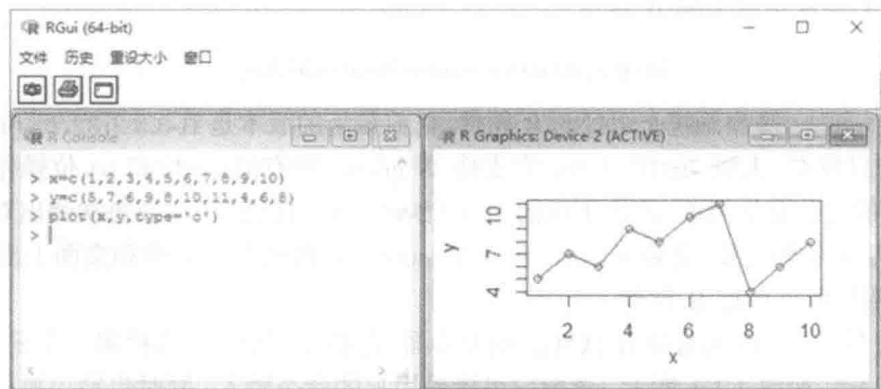 RGui (64-bit)
文件 历史 重设大小 窗口
R Console
> x=c(1,2,3,4,5,6,7,8,9,10)
> y=c(5,7,6,9,8,10,11,4,6,8)
> plot(x,y,type='o')
>
R Graphics: Device 2 (ACTIVE)
10
7
4
y
2 4 6 8 10
x